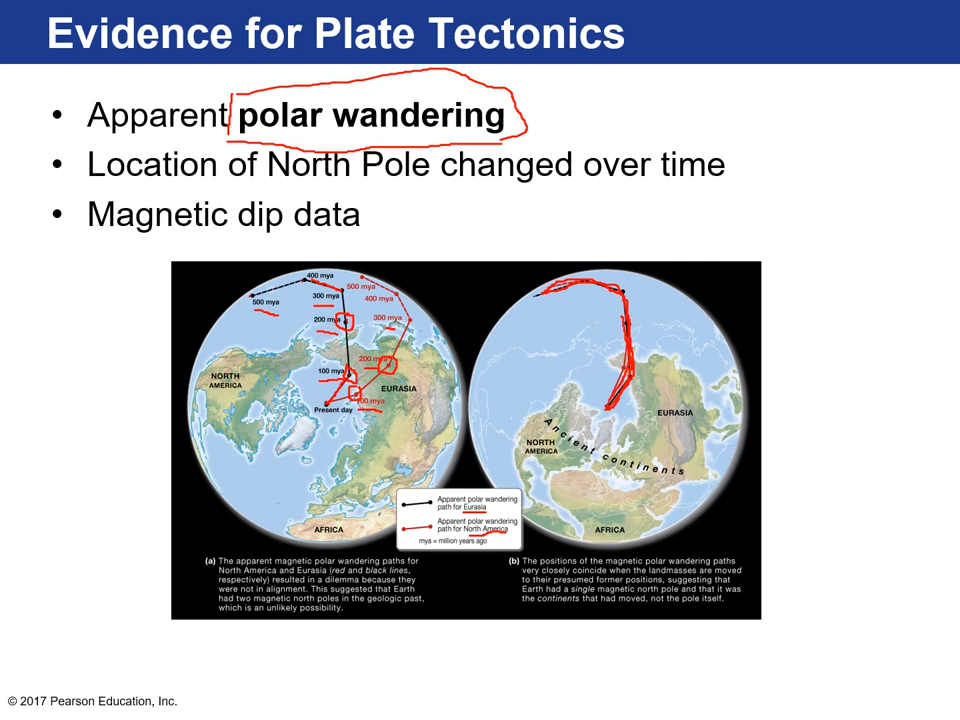 Evidence for Plate Tectonics
• Apparent polar wandering
• Location of North Pole changed over time
• Magnetic dip data
400 mya
500 mya
300 mya
200 mya
100 mya
500 mya
400 mya
300 mya
200 mya
100 mya
Present day
NORTH
AMERICA
EURASIA
AFRICA
Apparent polar wandering
path for Eurasia
Apparent polar wandering
path for North America
mya = million years ago
EURASIA
NORTH
AMERICA
Ancient continents
AFRICA
(a) The apparent magnetic polar wandering paths for
North America and Eurasia (red and black lines,
respectively) resulted in a dilemma because they
were not in alignment. This suggested that Earth
had two magnetic north poles in the geologic past,
which is an unlikely possibility.
(b) The positions of the magnetic polar wandering paths
very closely coincide when the landmasses are moved
to their presumed former positions, suggesting that
Earth had a single magnetic north pole and that it was
the continents that had moved, not the pole itself.
© 2017 Pearson Education, Inc.